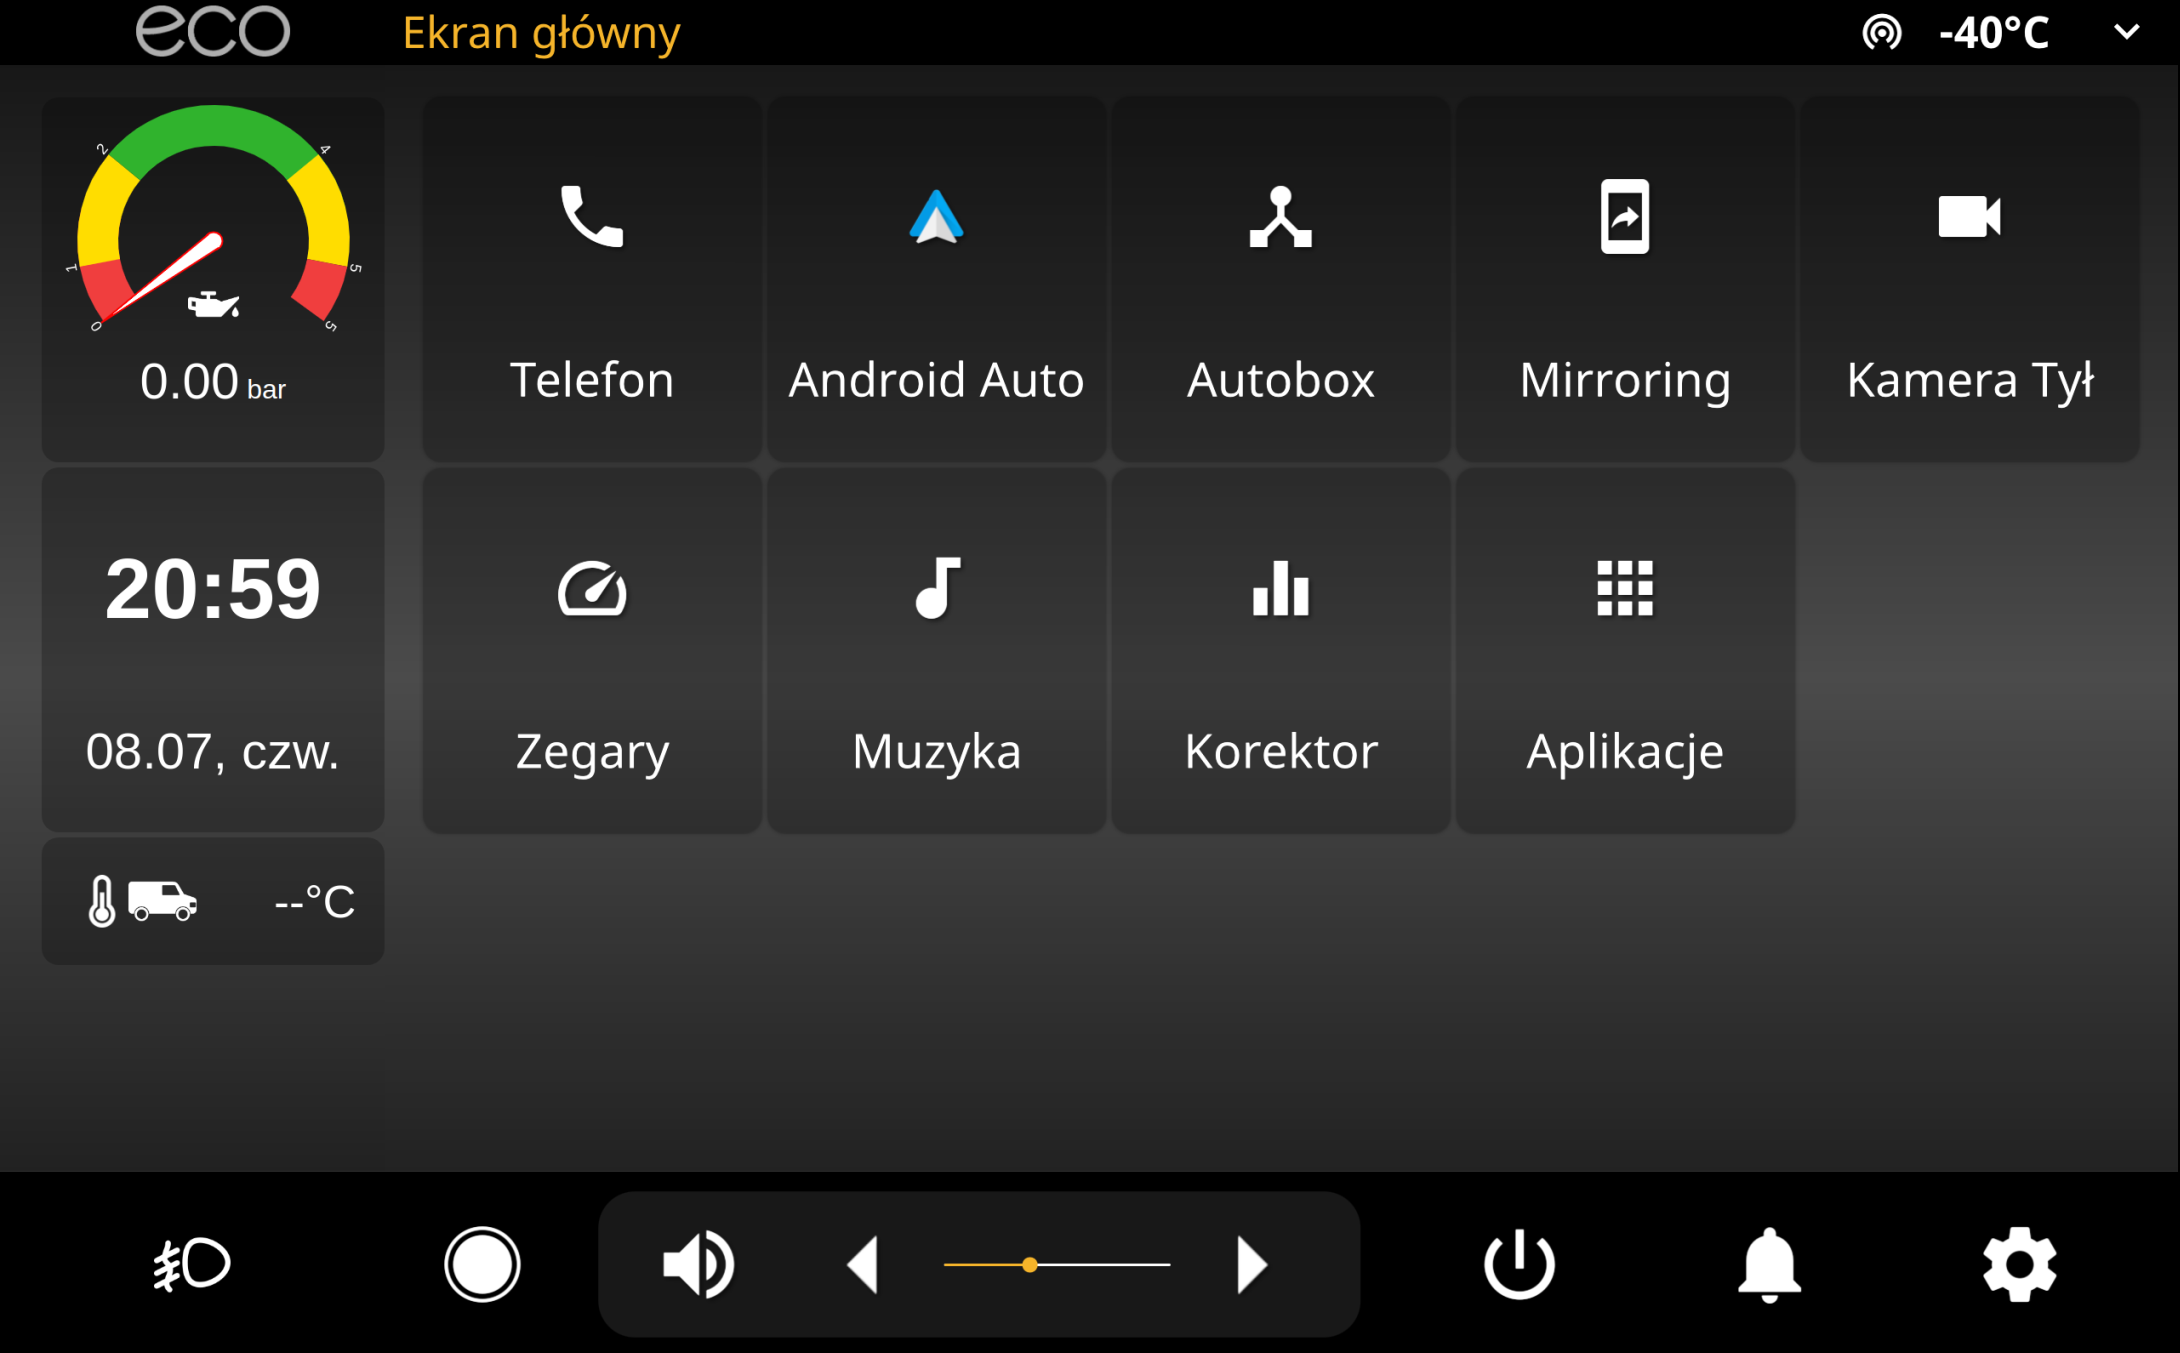 eco
Ekran główny
-40°C
2
4
1
5
0
5
0.00 bar
Telefon
Android Auto
Autobox
Mirroring
Kamera Tył
20:59
08.07, czw.
Zegary
Muzyka
Korektor
Aplikacje
--°C